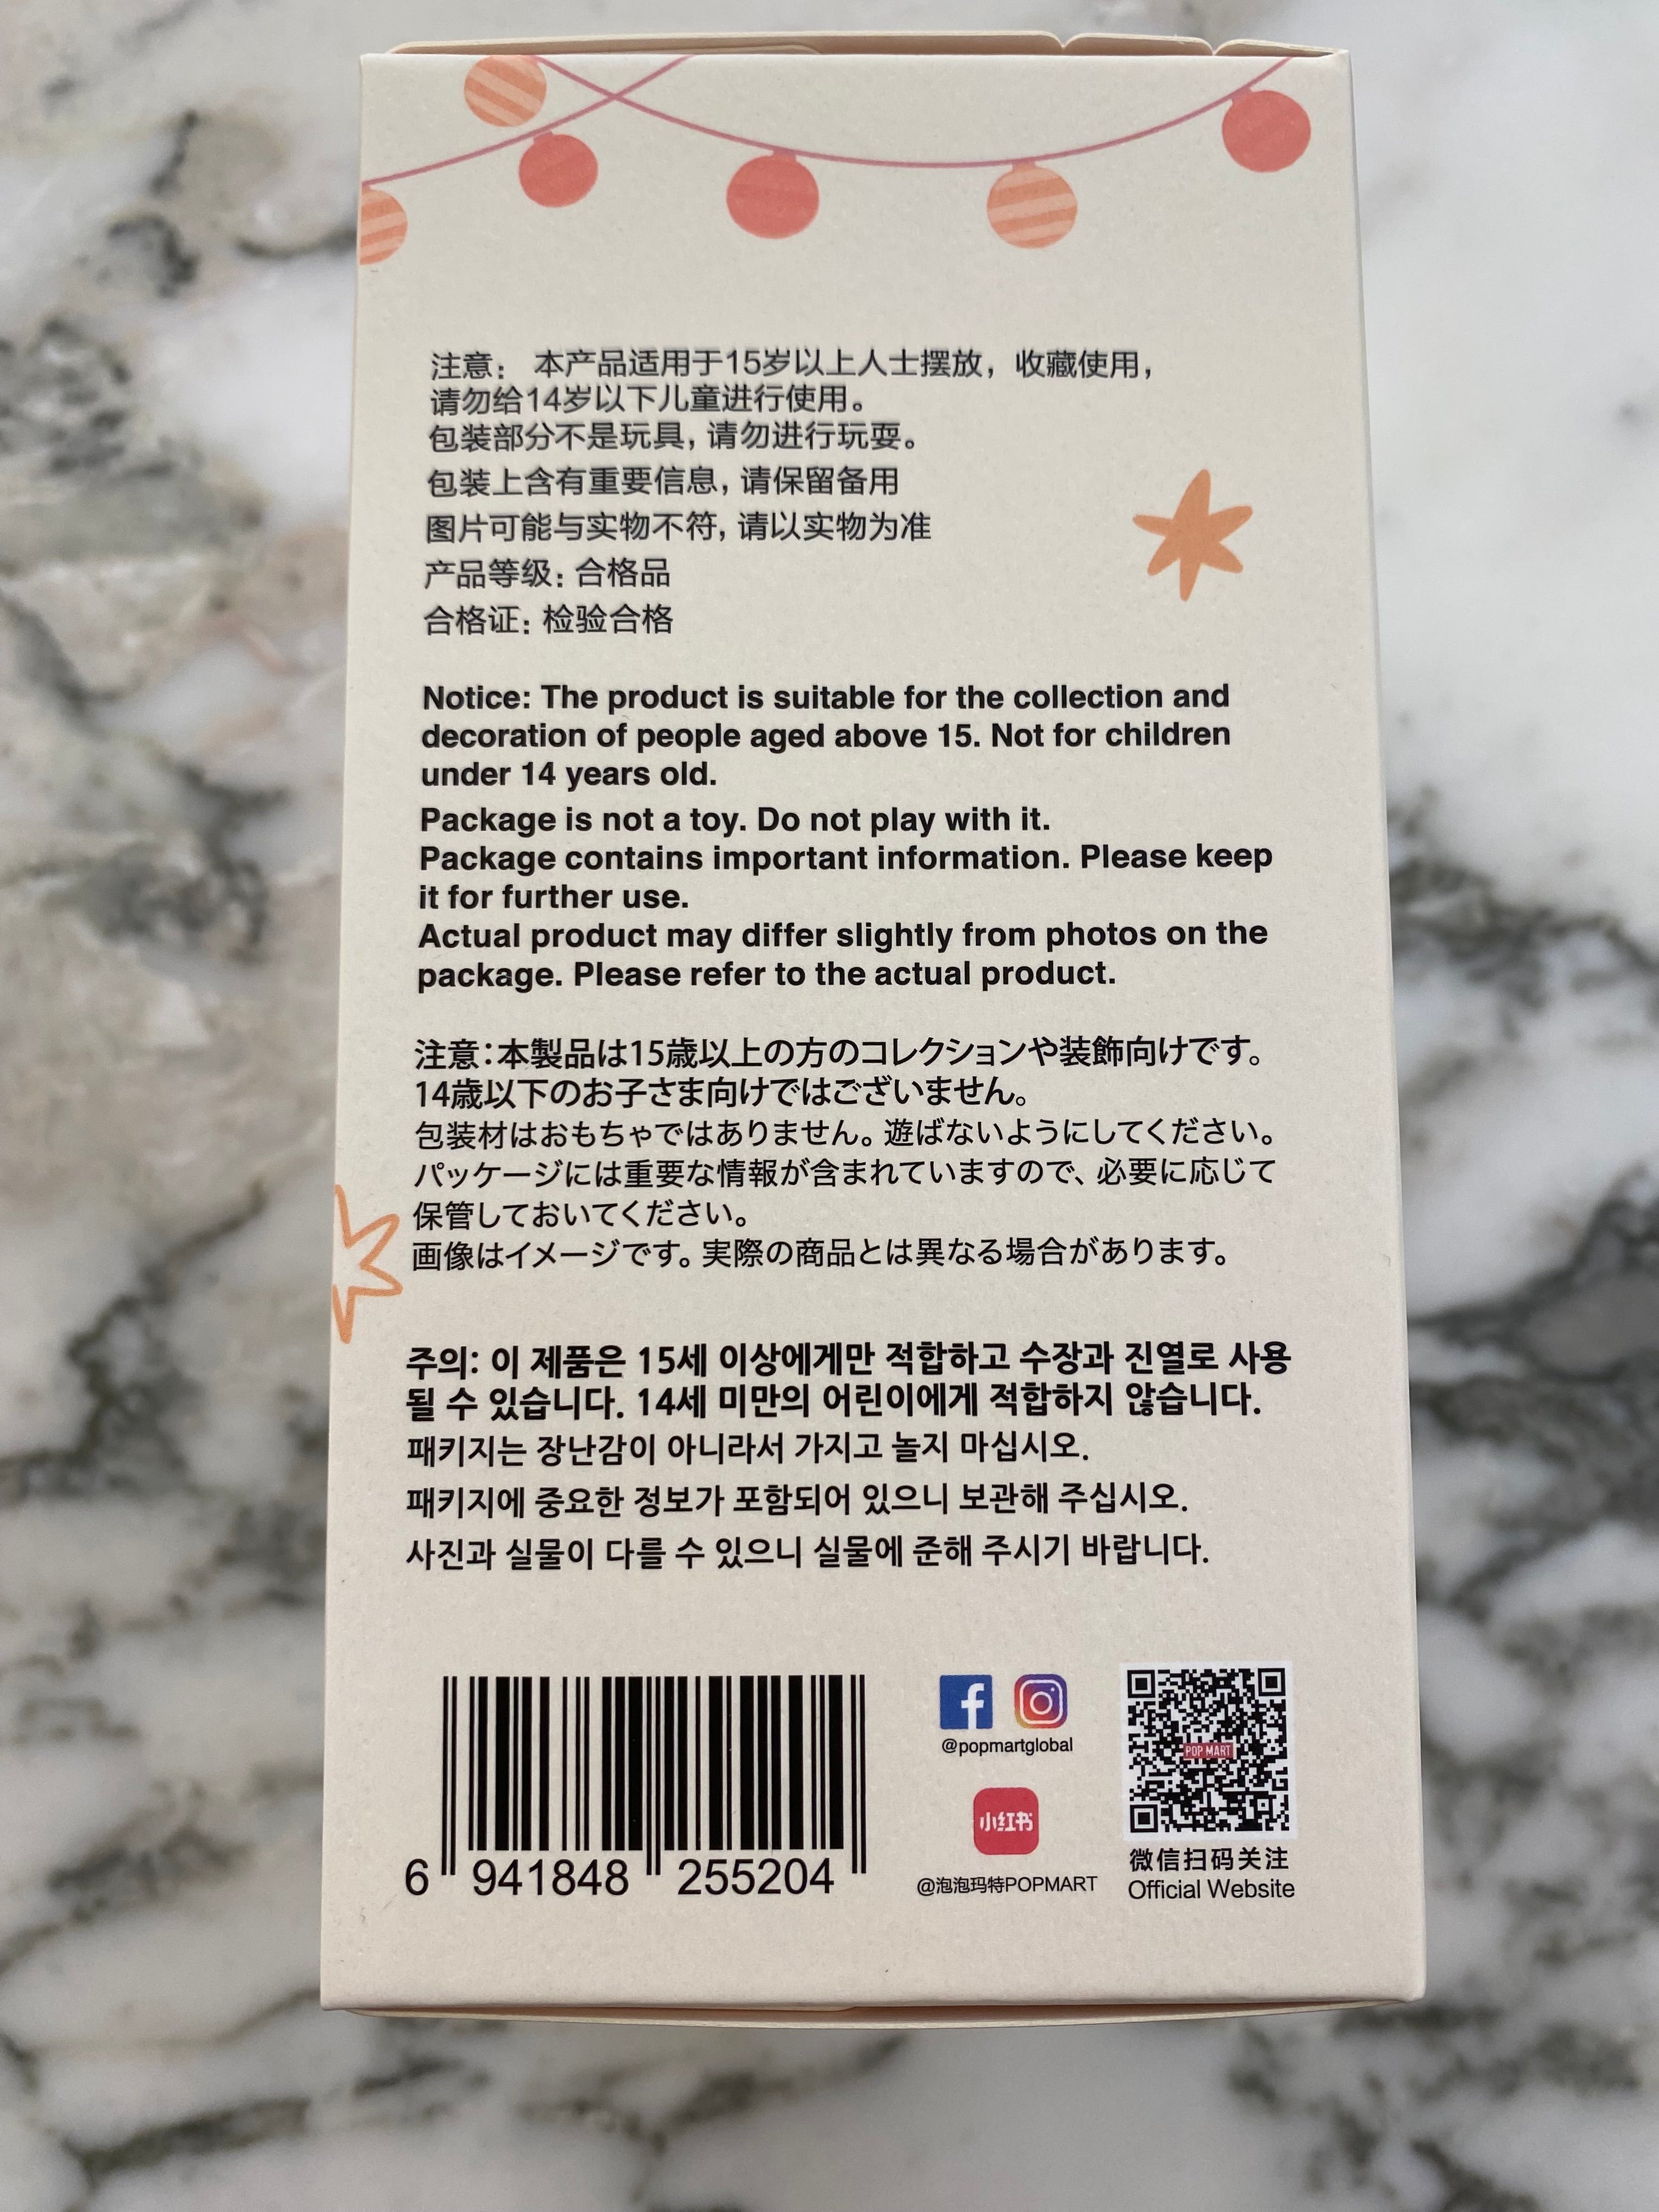 注意： 本产品适用于15岁以上人士摆放，收藏使用，
请勿给14岁以下儿童进行使用。
包装部分不是玩具，请勿进行玩耍。
包装上含有重要信息，请保留备用
图片可能与实物不符，请以实物为准
产品等级：合格品
合格证：检验合格
Notice: The product is suitable for the collection and
decoration of people aged above 15. Not for children
under 14 years old.
Package is not a toy. Do not play with it.
Package contains important information. Please keep
it for further use.
Actual product may differ slightly from photos on the
package. Please refer to the actual product.
注意：本製品は15歳以上の方のコレクションや装飾向けです。
14歳以下のお子さま向けではございません。
包装材はおもちゃではありません。遊ばないようにしてください。
パッケージには重要な情報が含まれていますので、必要に応じて
保管しておいてください。
画像はイメージです。実際の商品とは異なる場合があります。
주의: 이 제품은 15세 이상에게만 적합하고 수장과 진열로 사용
될 수 있습니다. 14세 미만의 어린이에게 적합하지 않습니다.
패키지는 장난감이 아니라서 가지고 놀지 마십시오.
패키지에 중요한 정보가 포함되어 있으니 보관해 주십시오.
사진과 실물이 다를 수 있으니 실물에 준해 주시기 바랍니다.
6 941848 255204
@popmartglobal
小红书
@泡泡玛特POPMART
POP MART
微信扫码关注
Official Website